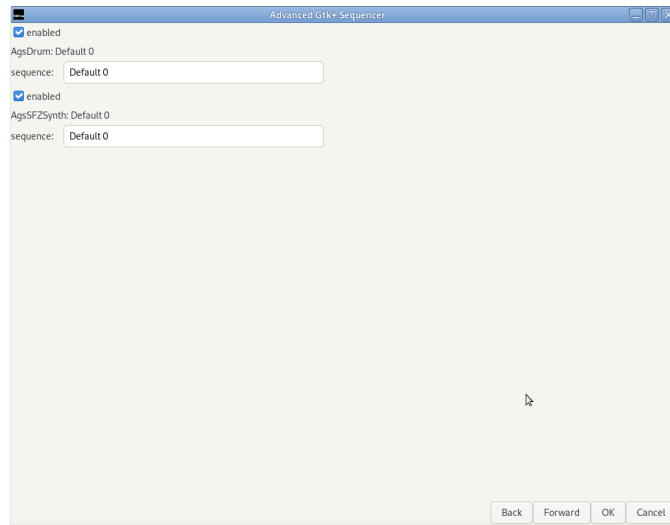 Advanced Gtk+ Sequencer
enabled
AgsDrum: Default 0
sequence: Default 0
enabled
AgsSFZSynth: Default 0
sequence: Default 0
Back Forward OK Cancel